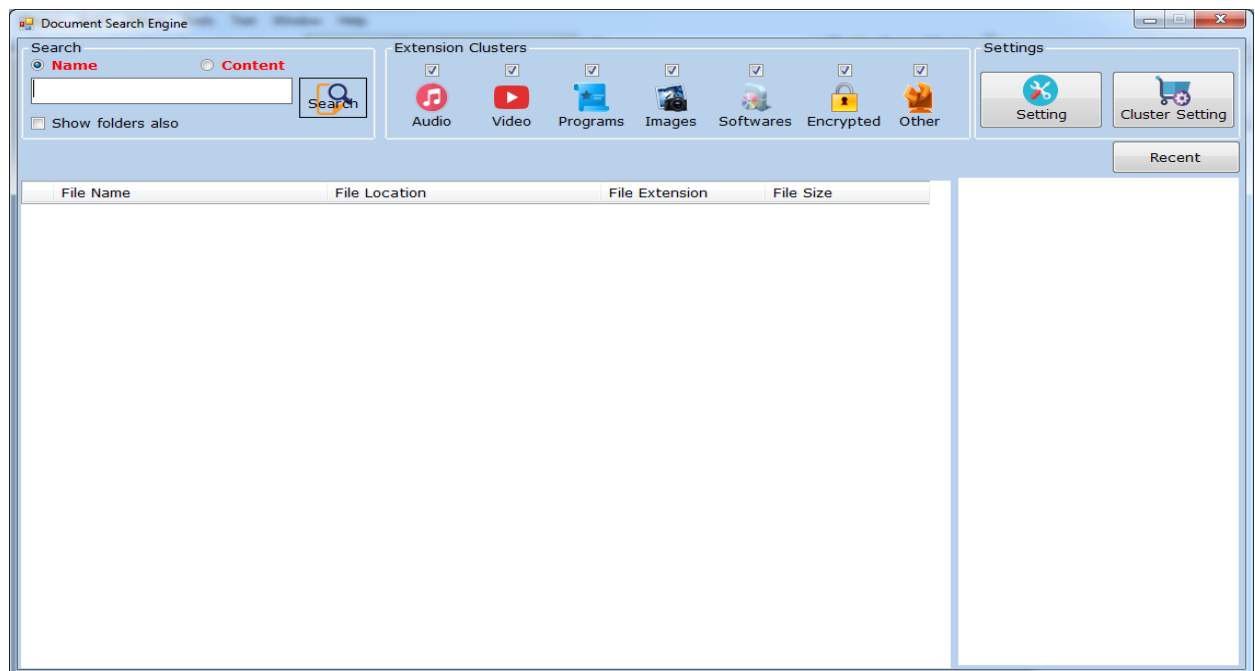 Document Search Engine
Search
Name Content
Search
Show folders also
Extension Clusters
Audio Video Programs Images Softwares Encrypted Other
Settings
Setting Cluster Setting
Recent
File Name File Location File Extension File Size